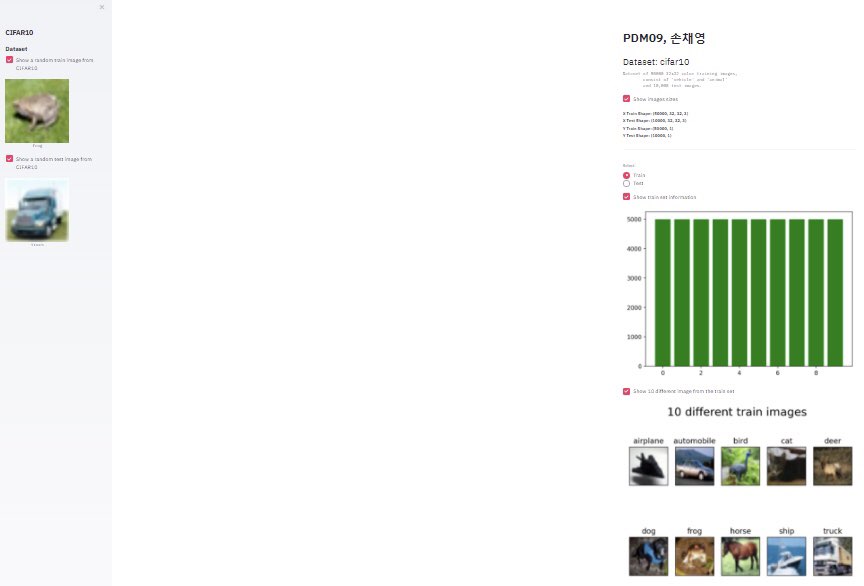 ×
CIFAR10
Dataset
Show a random train image from
CIFAR10
frog
Show a random test image from
CIFAR10
truck
PDM09, 손채영
Dataset: cifar10
Dataset of 50000 32x32 color training images,
consist of 'vehicle' and 'animal'
and 10,000 test images.
Show images sizes
X Train Shape: (50000, 32, 32, 3)
X Test Shape: (10000, 32, 32, 3)
Y Train Shape: (50000, 1)
Y Test Shape: (10000, 1)
Train
Test
Show train set information
5000
4000
3000
2000
1000
0
0 2 4 6 8
Show 10 different image from the train set
10 different train images
airplane automobile bird cat deer
dog frog horse ship truck